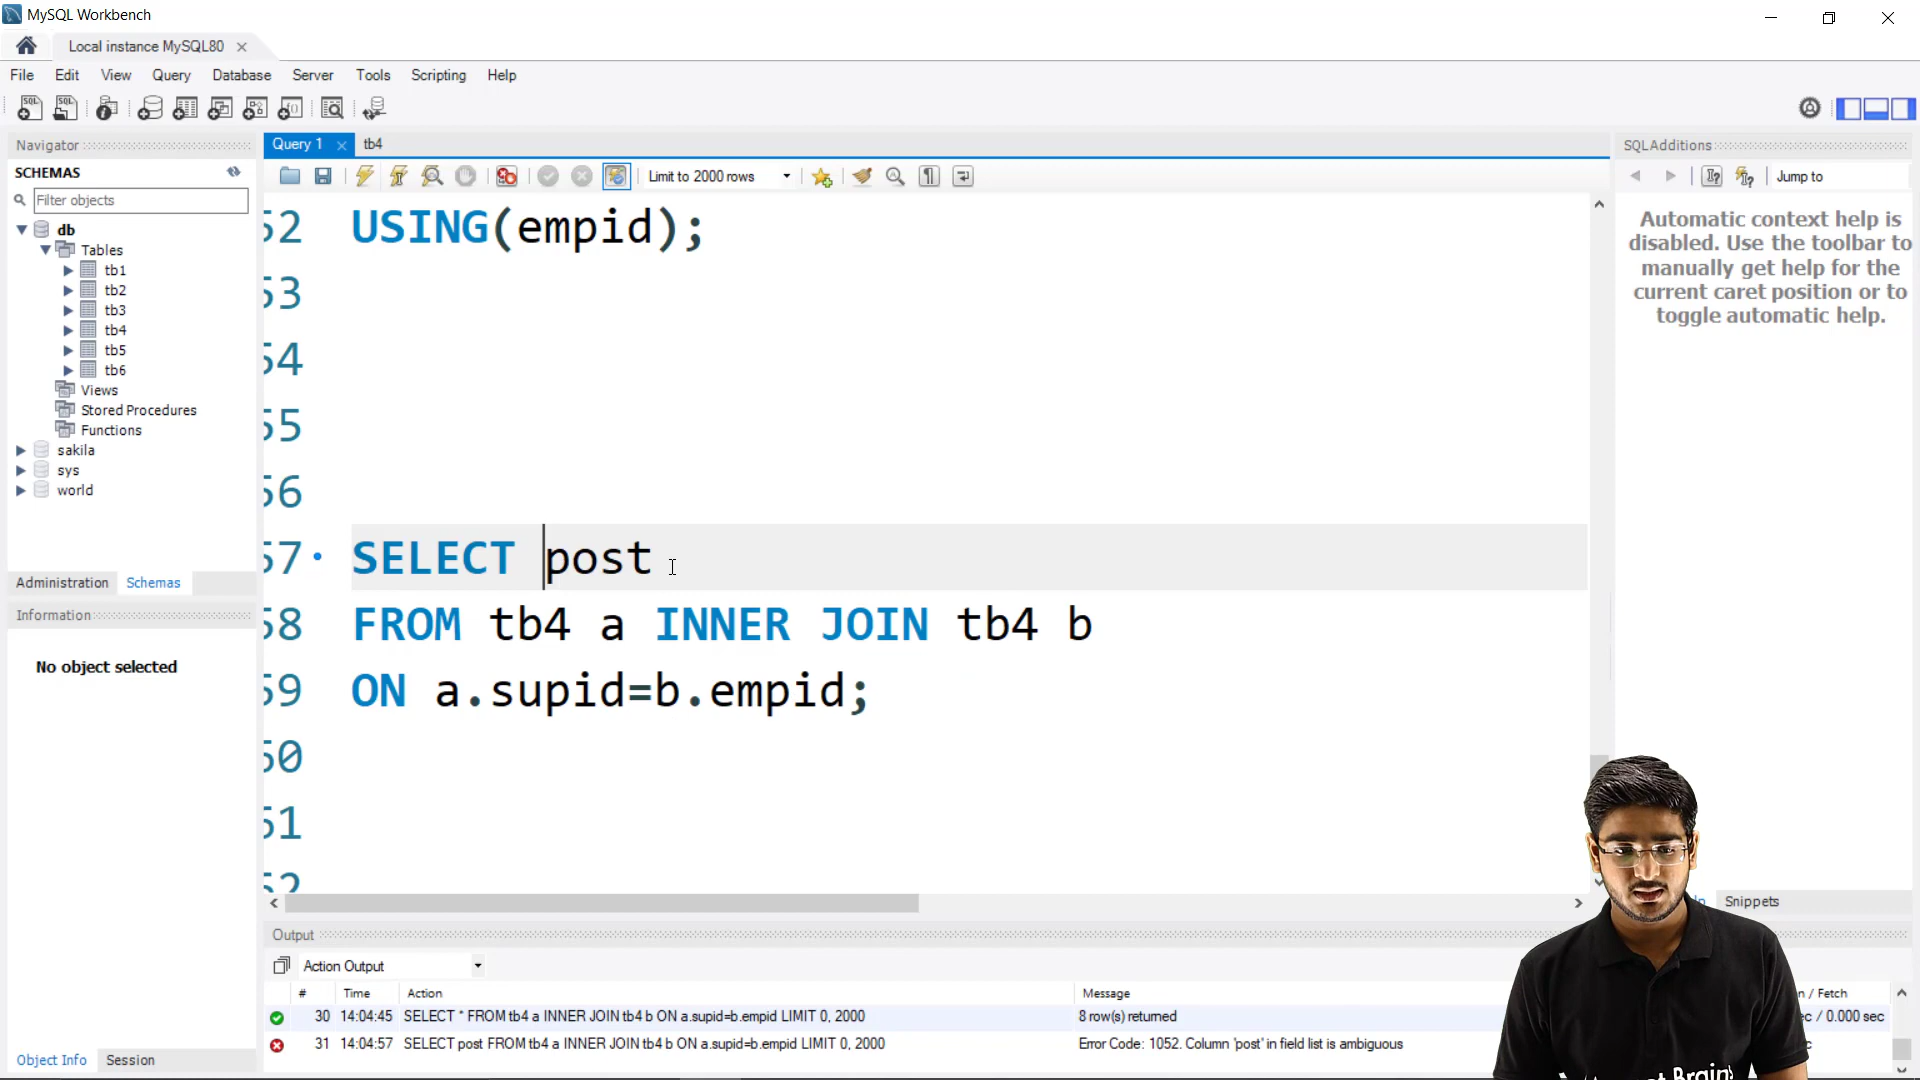 MySQL Workbench
Local instance MySQL80
File Edit View Query Database Server Tools Scripting Help
Navigator
SCHEMAS
Filter objects
db
Tables
tb1
tb2
tb3
tb4
tb5
tb6
Views
Stored Procedures
Functions
sakila
sys
world
Administration Schemas
Information
No object selected
Object Info Session
Query 1 tb4
Limit to 2000 rows
52 USING(empid);
53
54
55
56
57 SELECT post
58 FROM tb4 a INNER JOIN tb4 b
59 ON a.supid=b.empid;
60
61
62
Output
Action Output
# Time Action Message n / Fetch
30 14:04:45 SELECT * FROM tb4 a INNER JOIN tb4 b ON a.supid=b.empid LIMIT 0, 2000 8 row(s) returned ec / 0.000 sec
31 14:04:57 SELECT post FROM tb4 a INNER JOIN tb4 b ON a.supid=b.empid LIMIT 0, 2000 Error Code: 1052. Column 'post' in field list is ambiguous
SQLAdditions
Jump to
Automatic context help is
disabled. Use the toolbar to
manually get help for the
current caret position or to
toggle automatic help.
Snippets